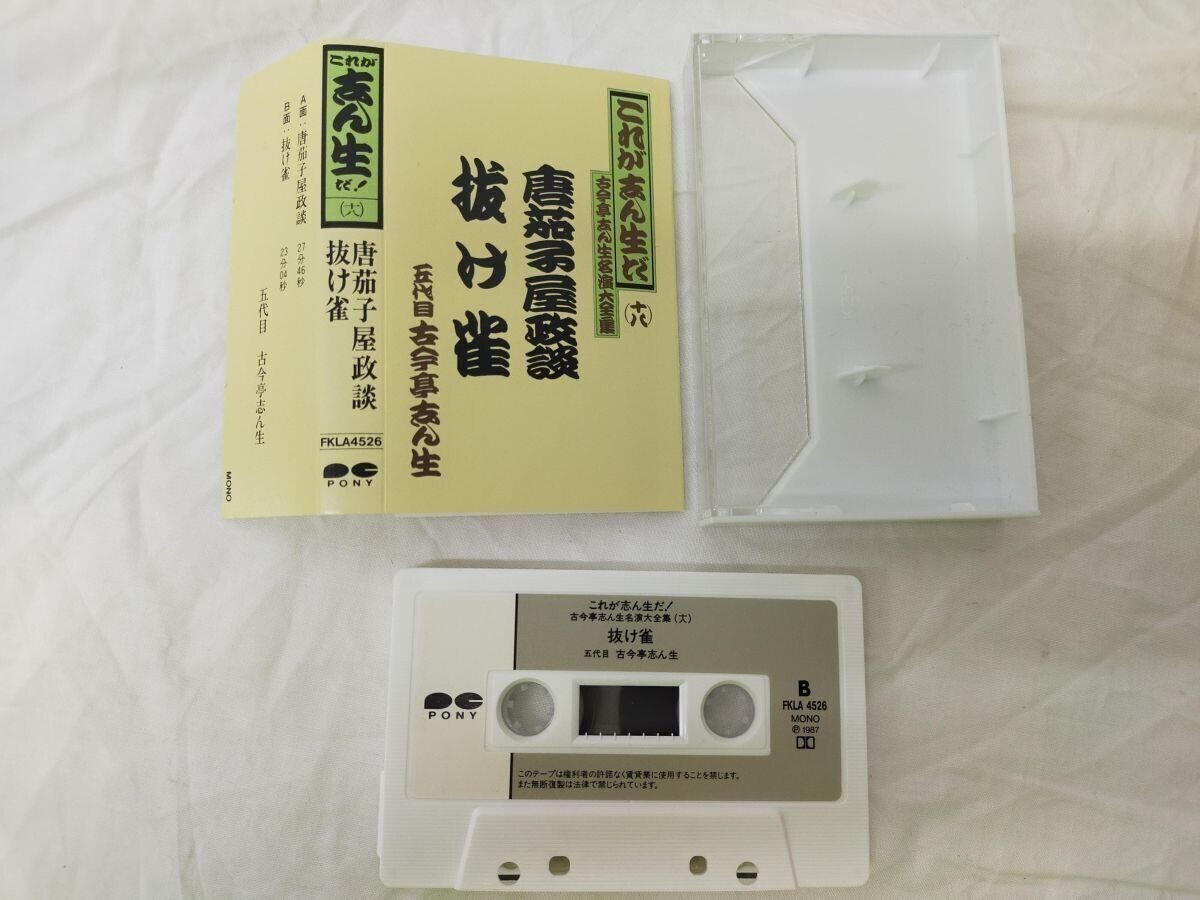 これが
志ん生
だ!
(十八)
唐茄子屋政談
抜け雀
FKLA4526
PONY
A面:唐茄子屋政談 27分46秒
B面:抜け雀 23分04秒
五代目 古今亭志ん生
MONO
これが志ん生だ!
古今亭志ん生名演大全集
(十八)
唐茄子屋政談
抜け雀
五代目 古今亭志ん生
これが志ん生だ!
古今亭志ん生名演大全集(十八)
抜け雀
五代目 古今亭志ん生
PONY
B
FKLA 4526
MONO
Ⓟ 1987
このテープは権利者の許諾なく賃貸業に使用することを禁じます。
また無断複製は法律で禁じられています。